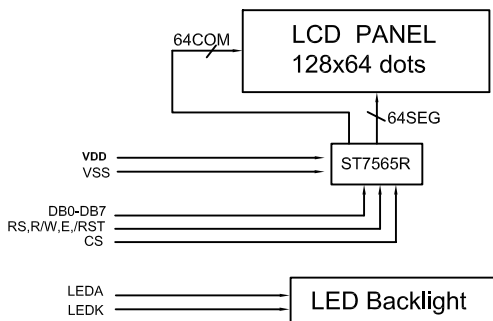 64COM
LCD PANEL
128x64 dots
64SEG
ST7565R
VDD
VSS
DB0-DB7
RS,R/W,E,/RST
CS
LEDA
LEDK
LED Backlight